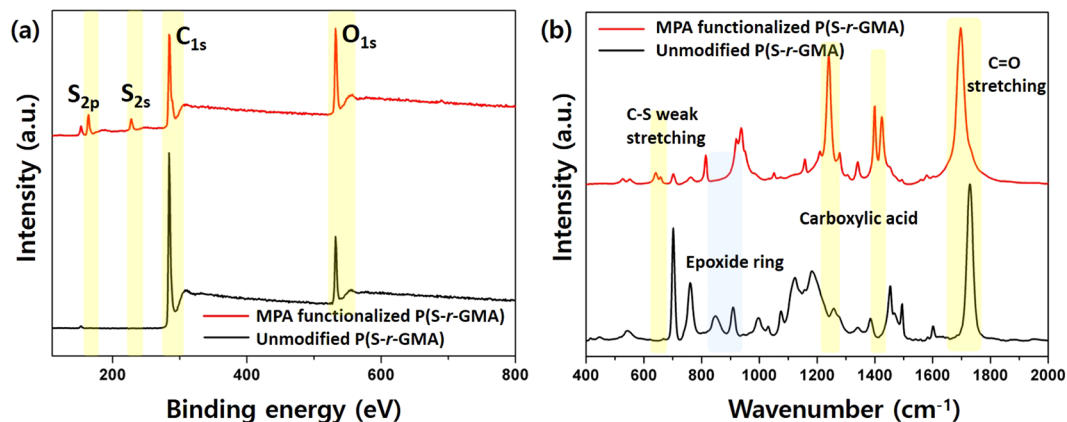 (a)
S2p
S2s
C1s
O1s
MPA functionalized P(S-r-GMA)
Unmodified P(S-r-GMA)
Intensity (a.u.)
200
400
600
800
Binding energy (eV)
(b)
MPA functionalized P(S-r-GMA)
Unmodified P(S-r-GMA)
C=O
stretching
C-S weak
stretching
Carboxylic acid
Epoxide ring
Intensity (a.u.)
400
600
800
1000
1200
1400
1600
1800
2000
Wavenumber (cm-1)